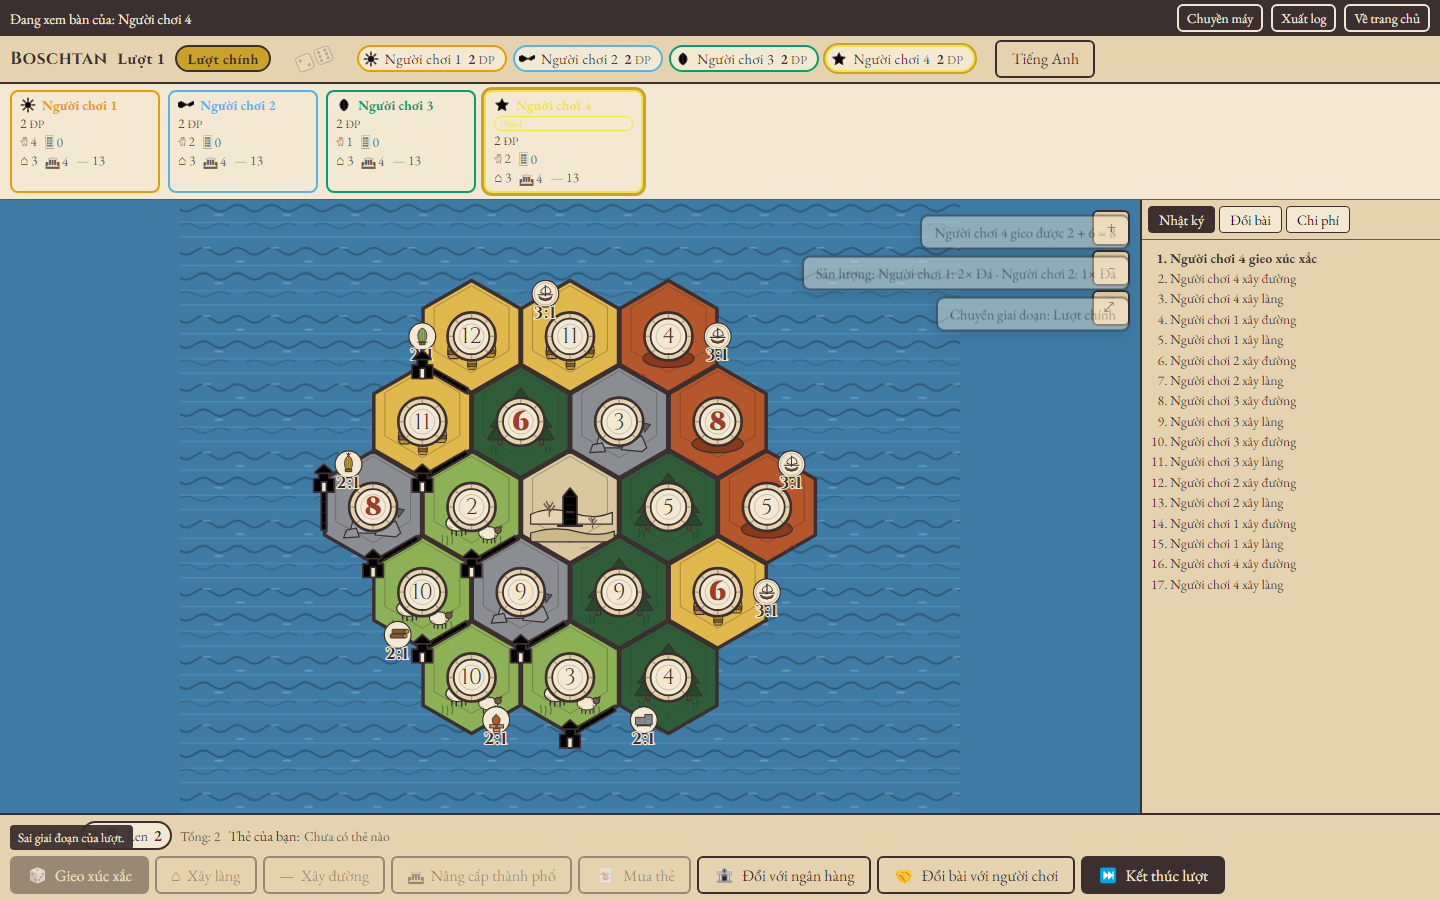 Đang xem bàn của: Người chơi 4
Chuyền máy
Xuất log
Về trang chủ
BOSCHTAN
Lượt 1
Lượt chính
Người chơi 1 2 ĐP
Người chơi 2 2 ĐP
Người chơi 3 2 ĐP
Người chơi 4 2 ĐP
Tiếng Anh
Người chơi 1
2 ĐP
4 0
3 4 — 13
Người chơi 2
2 ĐP
2 0
3 4 — 13
Người chơi 3
2 ĐP
1 0
3 4 — 13
Người chơi 4
2 ĐP
2 0
3 4 — 13
Người chơi 4 gieo được 2 + 6 = 8
Sản lượng: Người chơi 1: 2× Đá · Người chơi 2: 1× Đá
Chuyển giai đoạn: Lượt chính
Nhật ký
Đổi bài
Chi phí
1. Người chơi 4 gieo xúc xắc
2. Người chơi 4 xây đường
3. Người chơi 4 xây làng
4. Người chơi 1 xây đường
5. Người chơi 1 xây làng
6. Người chơi 2 xây đường
7. Người chơi 2 xây làng
8. Người chơi 3 xây đường
9. Người chơi 3 xây làng
10. Người chơi 3 xây đường
11. Người chơi 3 xây làng
12. Người chơi 2 xây đường
13. Người chơi 2 xây làng
14. Người chơi 1 xây đường
15. Người chơi 1 xây làng
16. Người chơi 4 xây đường
17. Người chơi 4 xây làng
3:1
12 11 4
3:1
11 6 3 8
2:1
3:1
8 2 5 5
10 9 9 6
3:1
2:1
10 3 4
2:1
2:1
Sai giai đoạn của lượt.
2
Tổng: 2
Thẻ của bạn: Chưa có thẻ nào
Gieo xúc xắc
Xây làng
— Xây đường
Nâng cấp thành phố
Mua thẻ
Đổi với ngân hàng
Đổi bài với người chơi
Kết thúc lượt